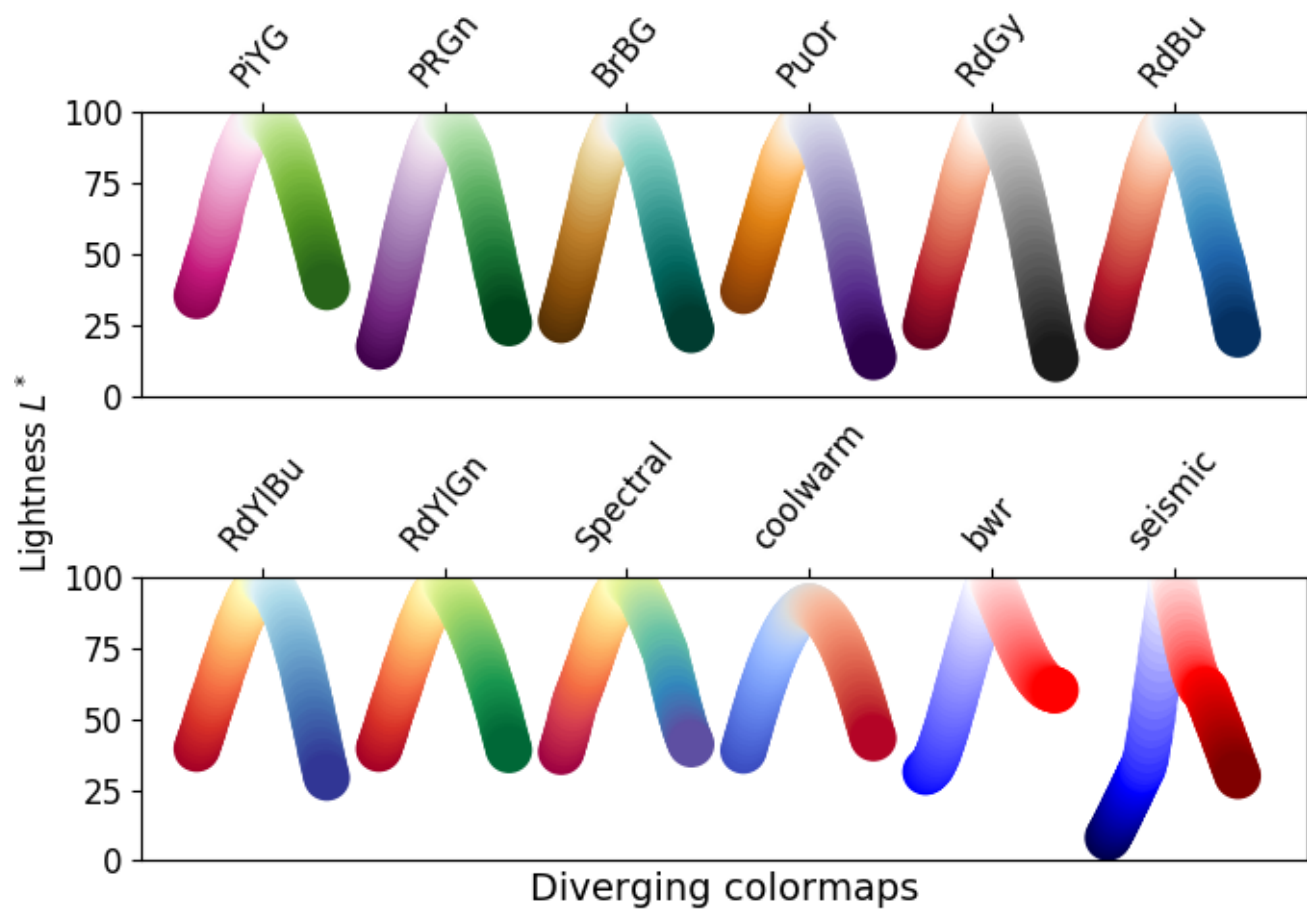 PiYG PRGn BrBG PuOr RdGy RdBu
100
75
50
25
0
Lightness L*
RdYlBu RdYlGn Spectral coolwarm bwr seismic
100
75
50
25
0
Diverging colormaps